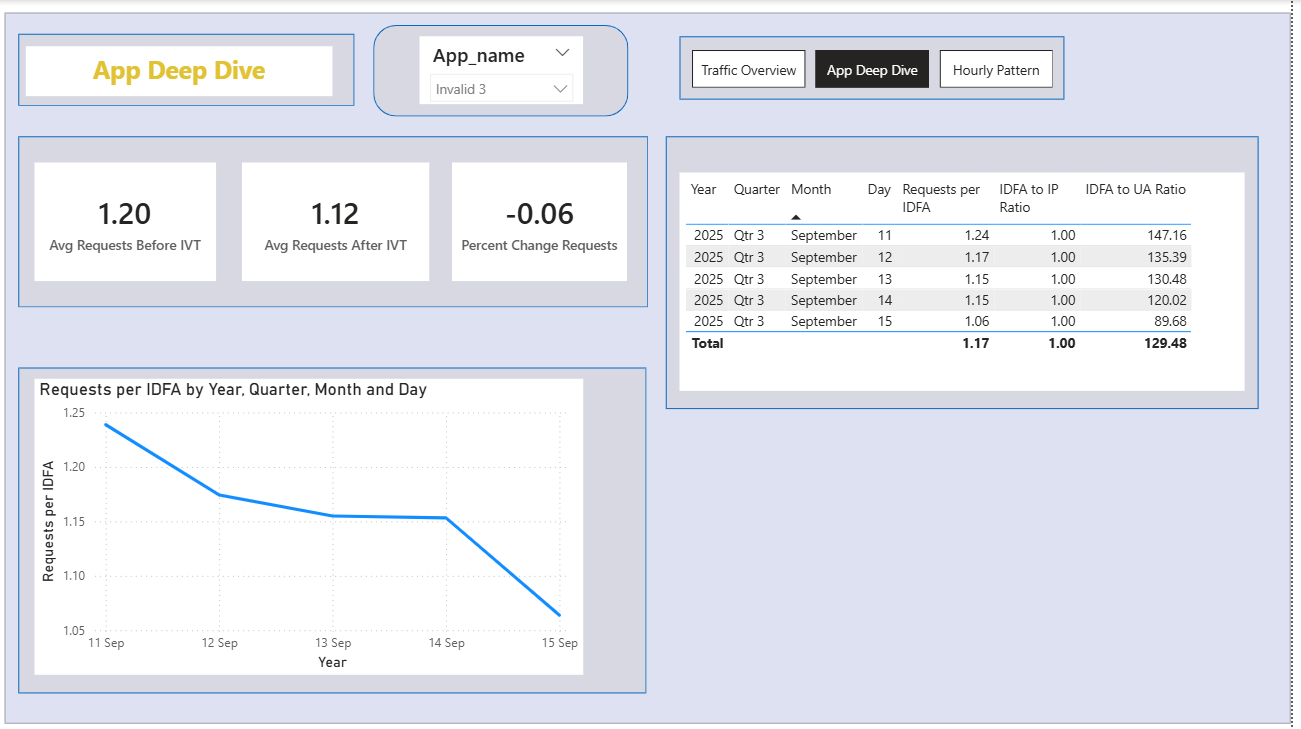 App Deep Dive
App_name
Invalid 3
Traffic Overview
App Deep Dive
Hourly Pattern
1.20
Avg Requests Before IVT
1.12
Avg Requests After IVT
-0.06
Percent Change Requests
Year Quarter Month Day Requests per IDFA IDFA to IP Ratio IDFA to UA Ratio
2025 Qtr 3 September 11 1.24 1.00 147.16
2025 Qtr 3 September 12 1.17 1.00 135.39
2025 Qtr 3 September 13 1.15 1.00 130.48
2025 Qtr 3 September 14 1.15 1.00 120.02
2025 Qtr 3 September 15 1.06 1.00 89.68
Total 1.17 1.00 129.48
Requests per IDFA by Year, Quarter, Month and Day
Requests per IDFA
1.25
1.20
1.15
1.10
1.05
11 Sep 12 Sep 13 Sep 14 Sep 15 Sep
Year